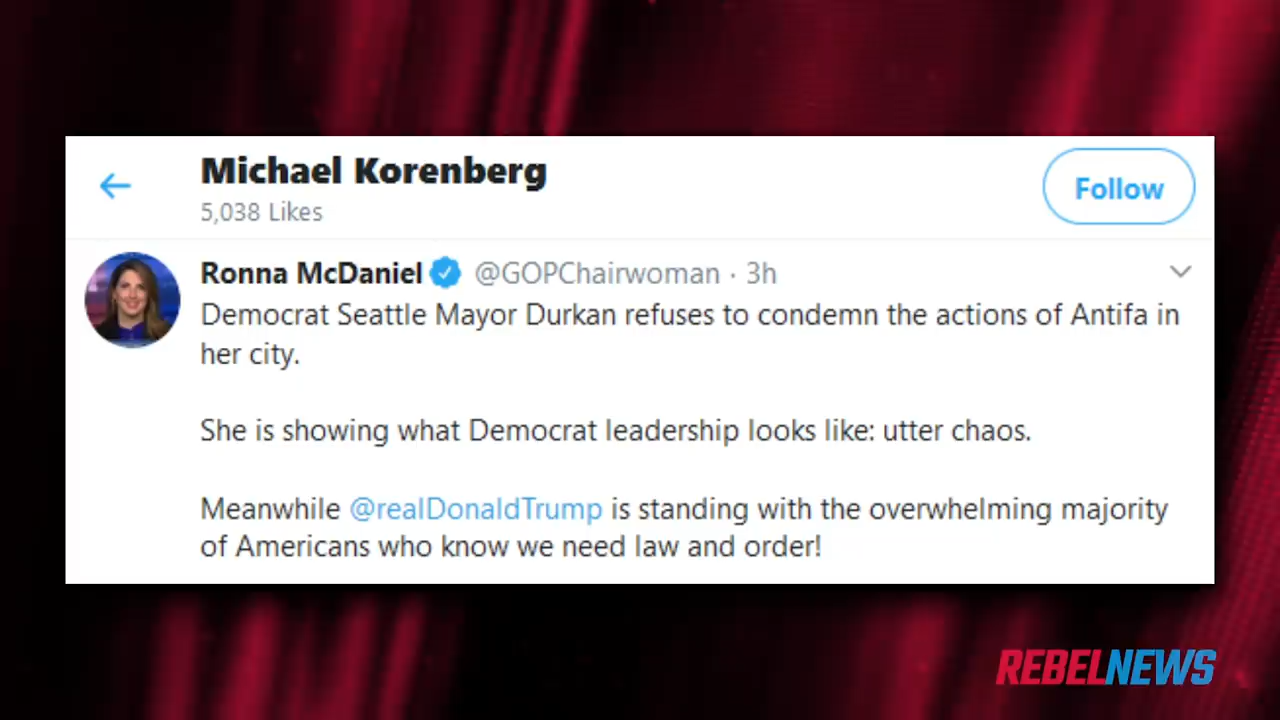 Michael Korenberg
5,038 Likes
Follow
Ronna McDaniel @GOPChairwoman · 3h
Democrat Seattle Mayor Durkan refuses to condemn the actions of Antifa in
her city.
She is showing what Democrat leadership looks like: utter chaos.
Meanwhile @realDonaldTrump is standing with the overwhelming majority
of Americans who know we need law and order!
REBELNEWS